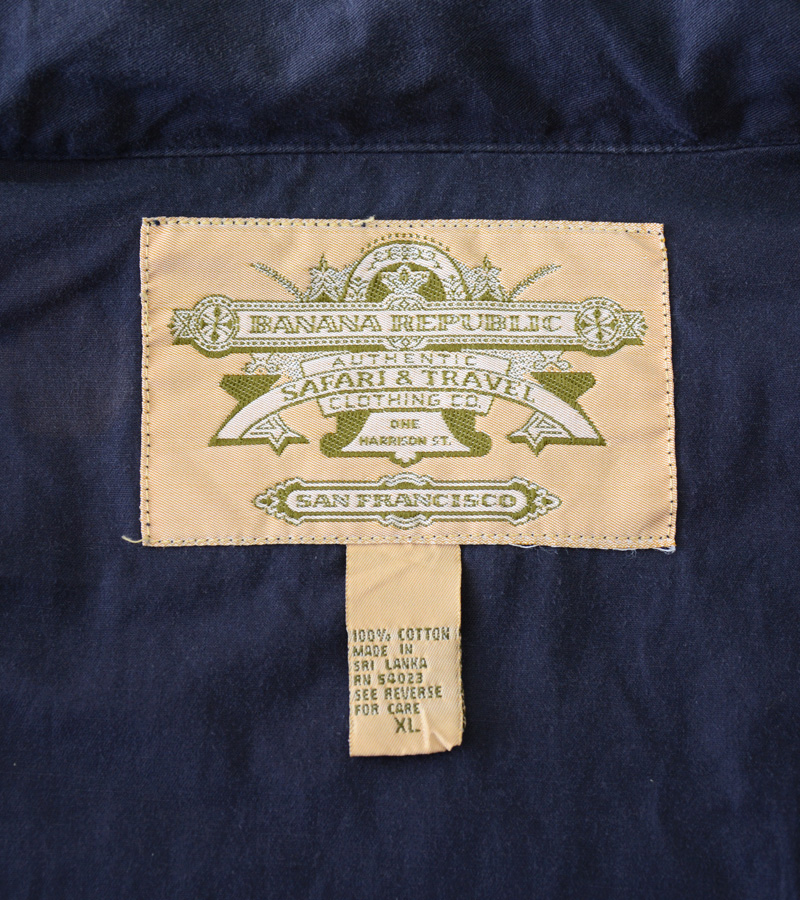 BANANA REPUBLIC
AUTHENTIC
SAFARI & TRAVEL
CLOTHING CO.
ONE
HARRISON ST.
SAN FRANCISCO
100% COTTON
MADE IN
SRI LANKA
RN 54023
SEE REVERSE
FOR CARE
XL